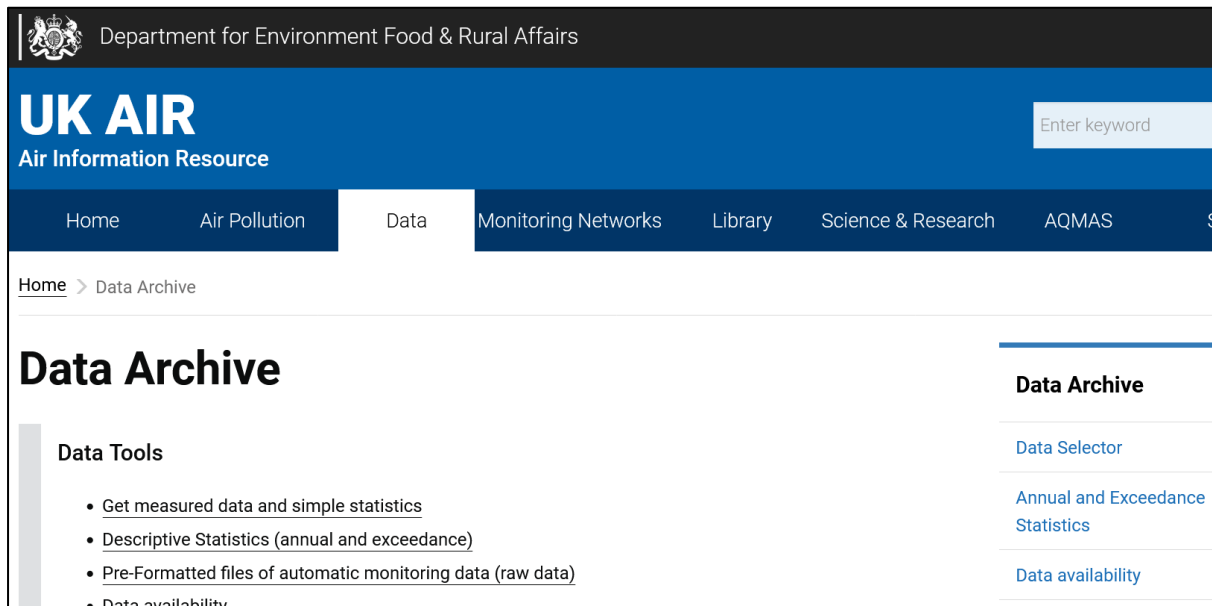 Department for Environment Food & Rural Affairs
UK AIR
Air Information Resource
Enter keyword
Home Air Pollution Data Monitoring Networks Library Science & Research AQMAS
Home > Data Archive
Data Archive
Data Tools
• Get measured data and simple statistics
• Descriptive Statistics (annual and exceedance)
• Pre-Formatted files of automatic monitoring data (raw data)
• Data availability
Data Archive
Data Selector
Annual and Exceedance
Statistics
Data availability